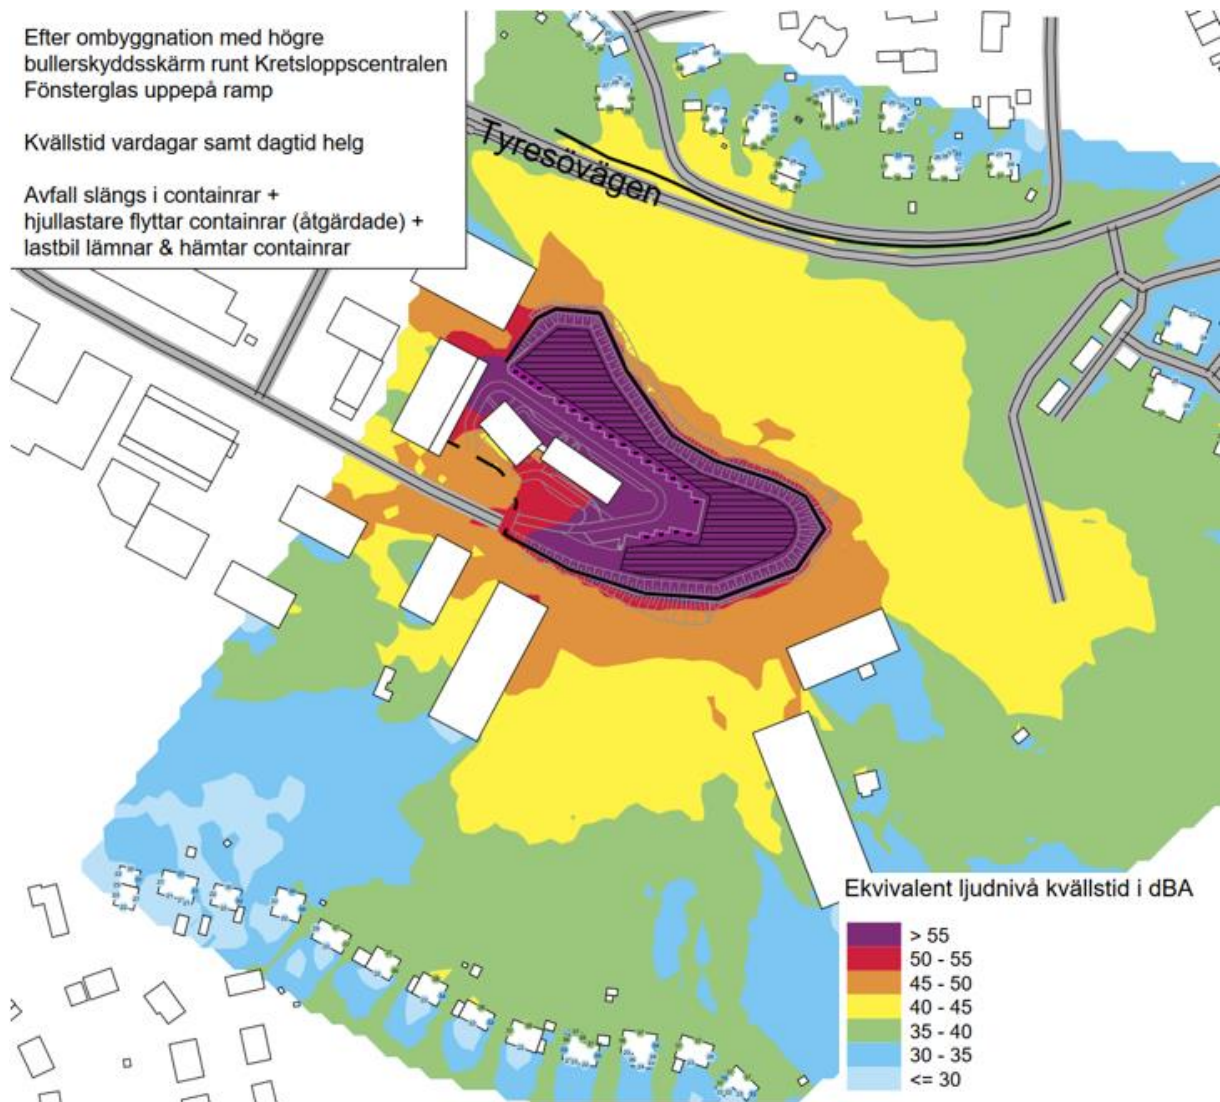 Efter ombyggnation med högre
bullerskyddsskärm runt Kretsloppscentralen
Fönsterglas uppepå ramp
Kvällstid vardagar samt dagtid helg
Avfall slängs i containrar +
hjullastare flyttar containrar (åtgärdade) +
lastbil lämnar & hämtar containrar
Tyresövägen
Ekvivalent ljudnivå kvällstid i dBA
> 55
50 - 55
45 - 50
40 - 45
35 - 40
30 - 35
<= 30